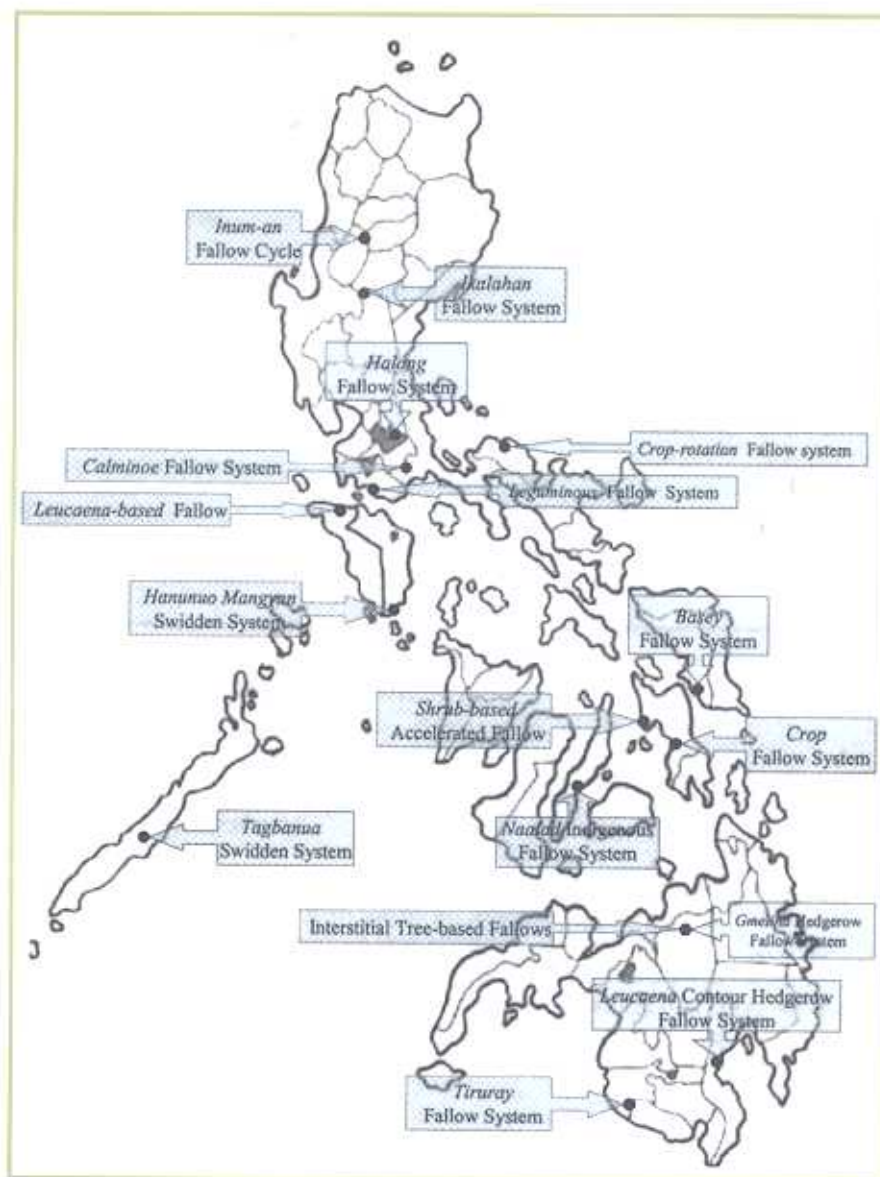 Inum-an
Fallow Cycle
Ikalahan
Fallow System
Halang
Fallow System
Crop-rotation Fallow system
Calminoe Fallow System
Leguminous Fallow System
Leucaena-based Fallow
Hanunuo Mangyan
Swidden System
Basey
Fallow System
Shrub-based
Accelerated Fallow
Crop
Fallow System
Naalad Indigenous
Fallow System
Tagbanua
Swidden System
Interstitial Tree-based Fallows
Gmelina Hedgerow
Fallow System
Leucaena Contour Hedgerow
Fallow System
Tiruray
Fallow System